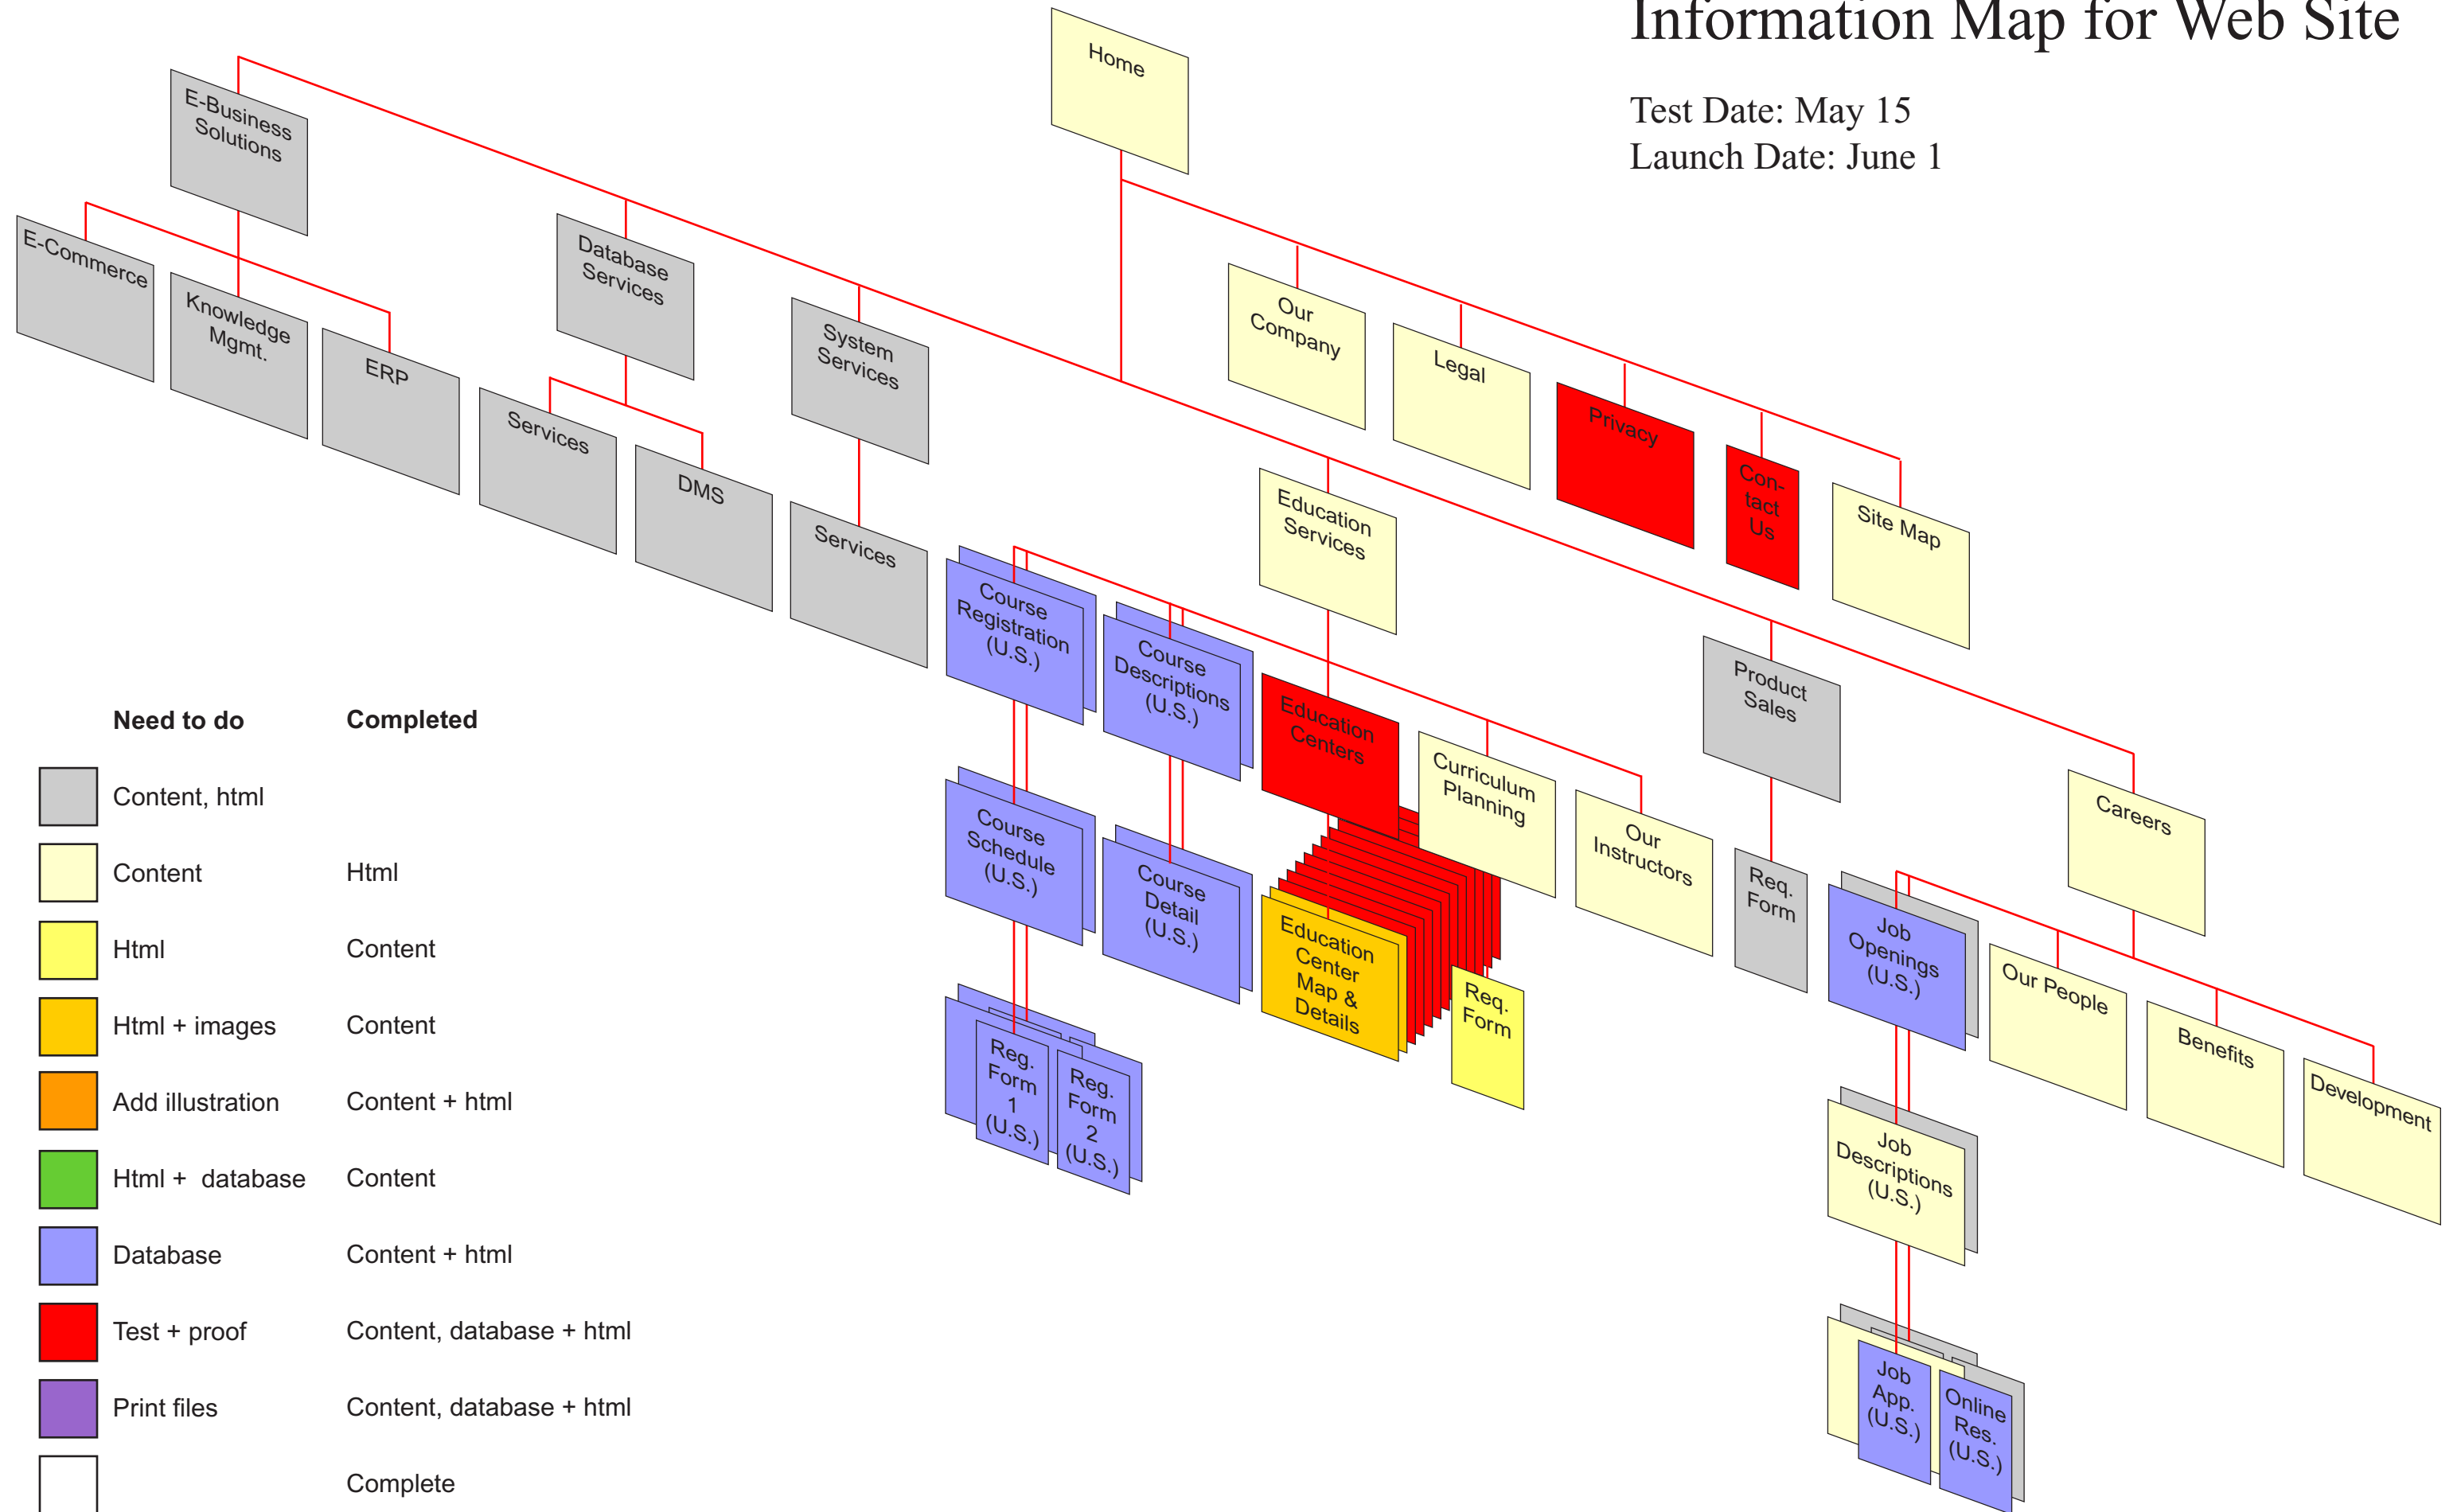 Information Map for Web Site
Test Date: May 15
Launch Date: June 1
Home
E-Business
Solutions
E-Commerce
Knowledge
Mgmt.
ERP
Database
Services
Services
DMS
System
Services
Services
Our
Company
Legal
Privacy
Con-
tact
Us
Site Map
Education
Services
Course
Registration
(U.S.)
Course
Descriptions
(U.S.)
Education
Centers
Curriculum
Planning
Our
Instructors
Course
Schedule
(U.S.)
Course
Detail
(U.S.)
Education
Center
Map &
Details
Req.
Form
Reg.
Form
1
(U.S.)
Reg.
Form
2
(U.S.)
Product
Sales
Req.
Form
Careers
Job
Openings
(U.S.)
Our People
Benefits
Development
Job
Descriptions
(U.S.)
Job
App.
(U.S.)
Online
Res.
(U.S.)
Need to do Completed
Content, html
Content Html
Html Content
Html + images Content
Add illustration Content + html
Html + database Content
Database Content + html
Test + proof Content, database + html
Print files Content, database + html
Complete